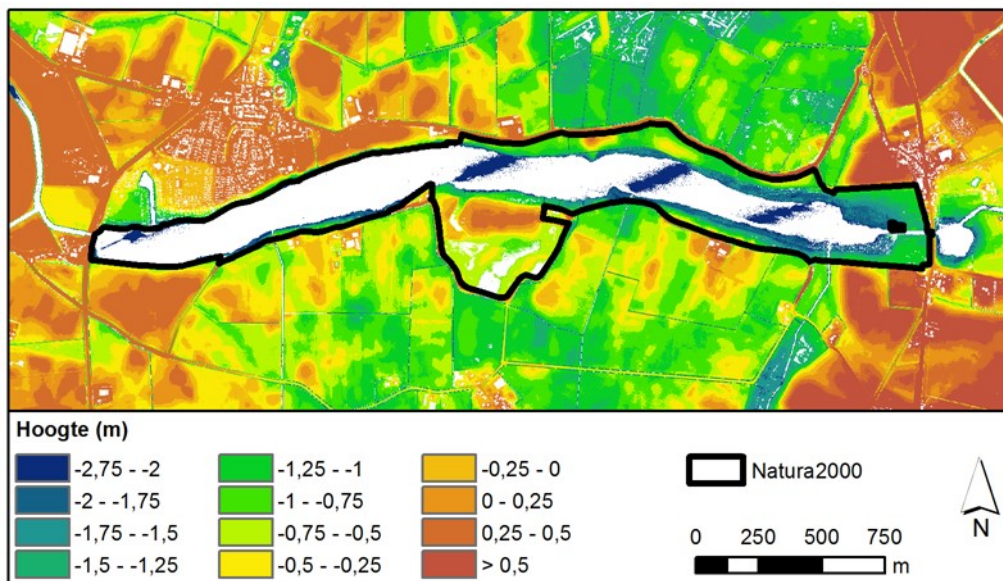 Hoogte (m)
-2,75 - -2
-2 - -1,75
-1,75 - -1,5
-1,5 - -1,25
-1,25 - -1
-1 - -0,75
-0,75 - -0,5
-0,5 - -0,25
-0,25 - 0
0 - 0,25
0,25 - 0,5
> 0,5
Natura2000
0 250 500 750
m
N